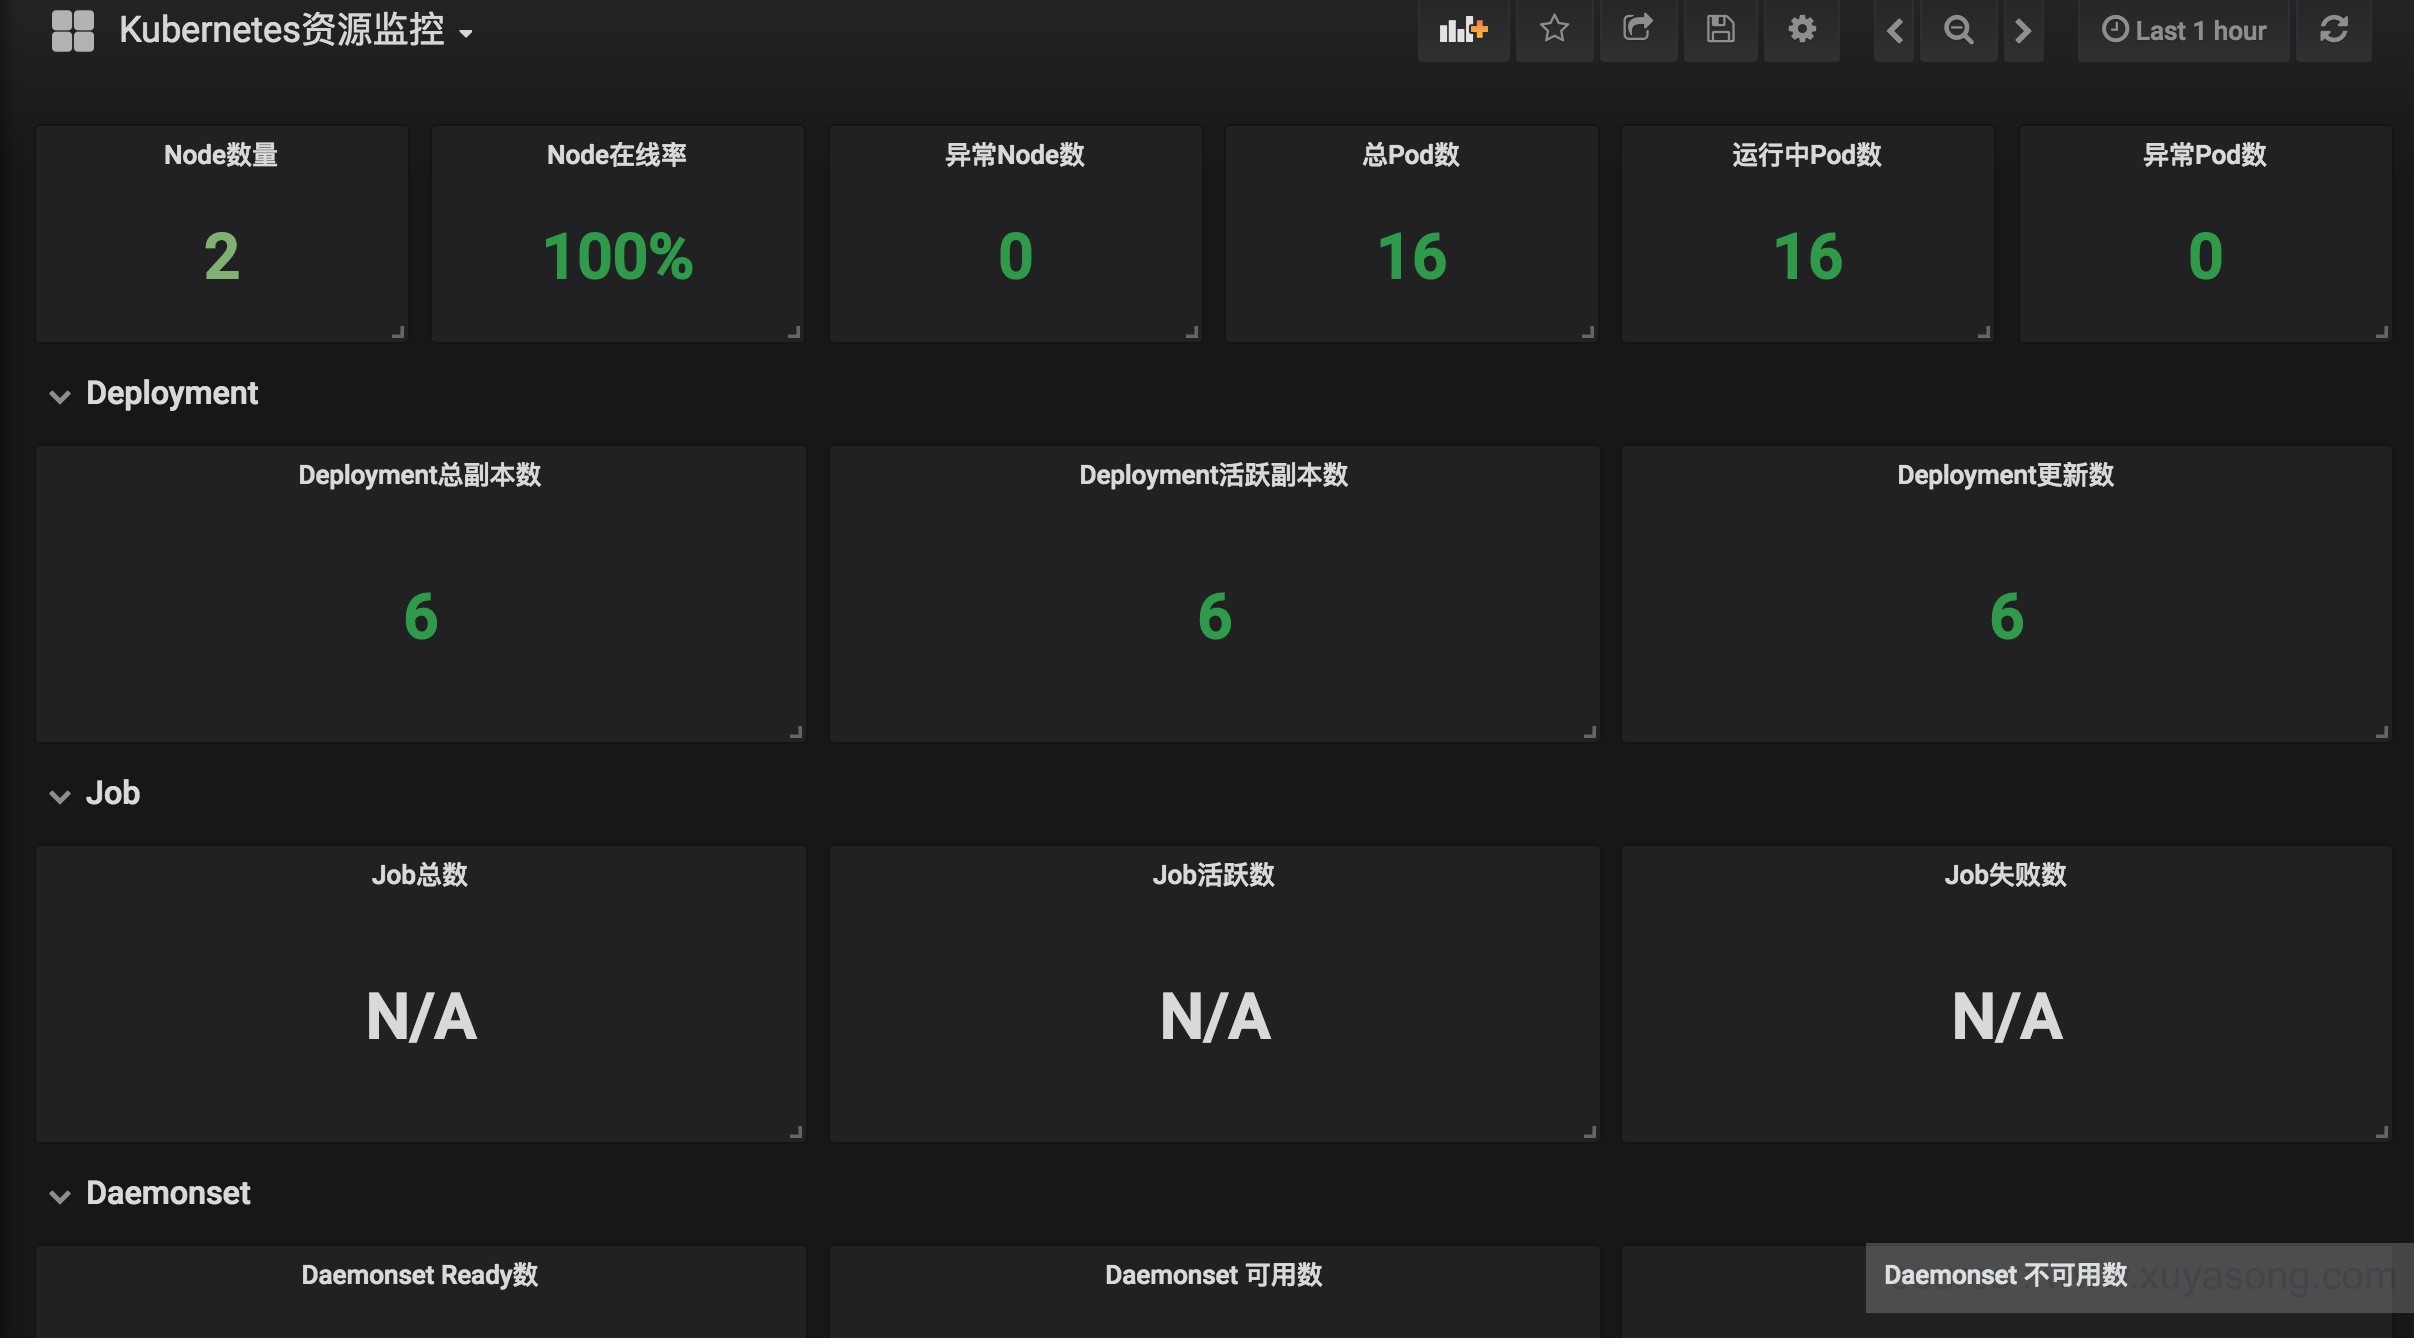 Kubernetes资源监控
Last 1 hour
Node数量
Node在线率
异常Node数
总Pod数
运行中Pod数
异常Pod数
2
100%
0
16
16
0
Deployment
Deployment总副本数
Deployment活跃副本数
Deployment更新数
6
6
6
Job
Job总数
Job活跃数
Job失败数
N/A
N/A
N/A
Daemonset
Daemonset Ready数
Daemonset 可用数
Daemonset 不可用数
.xuyasong.com